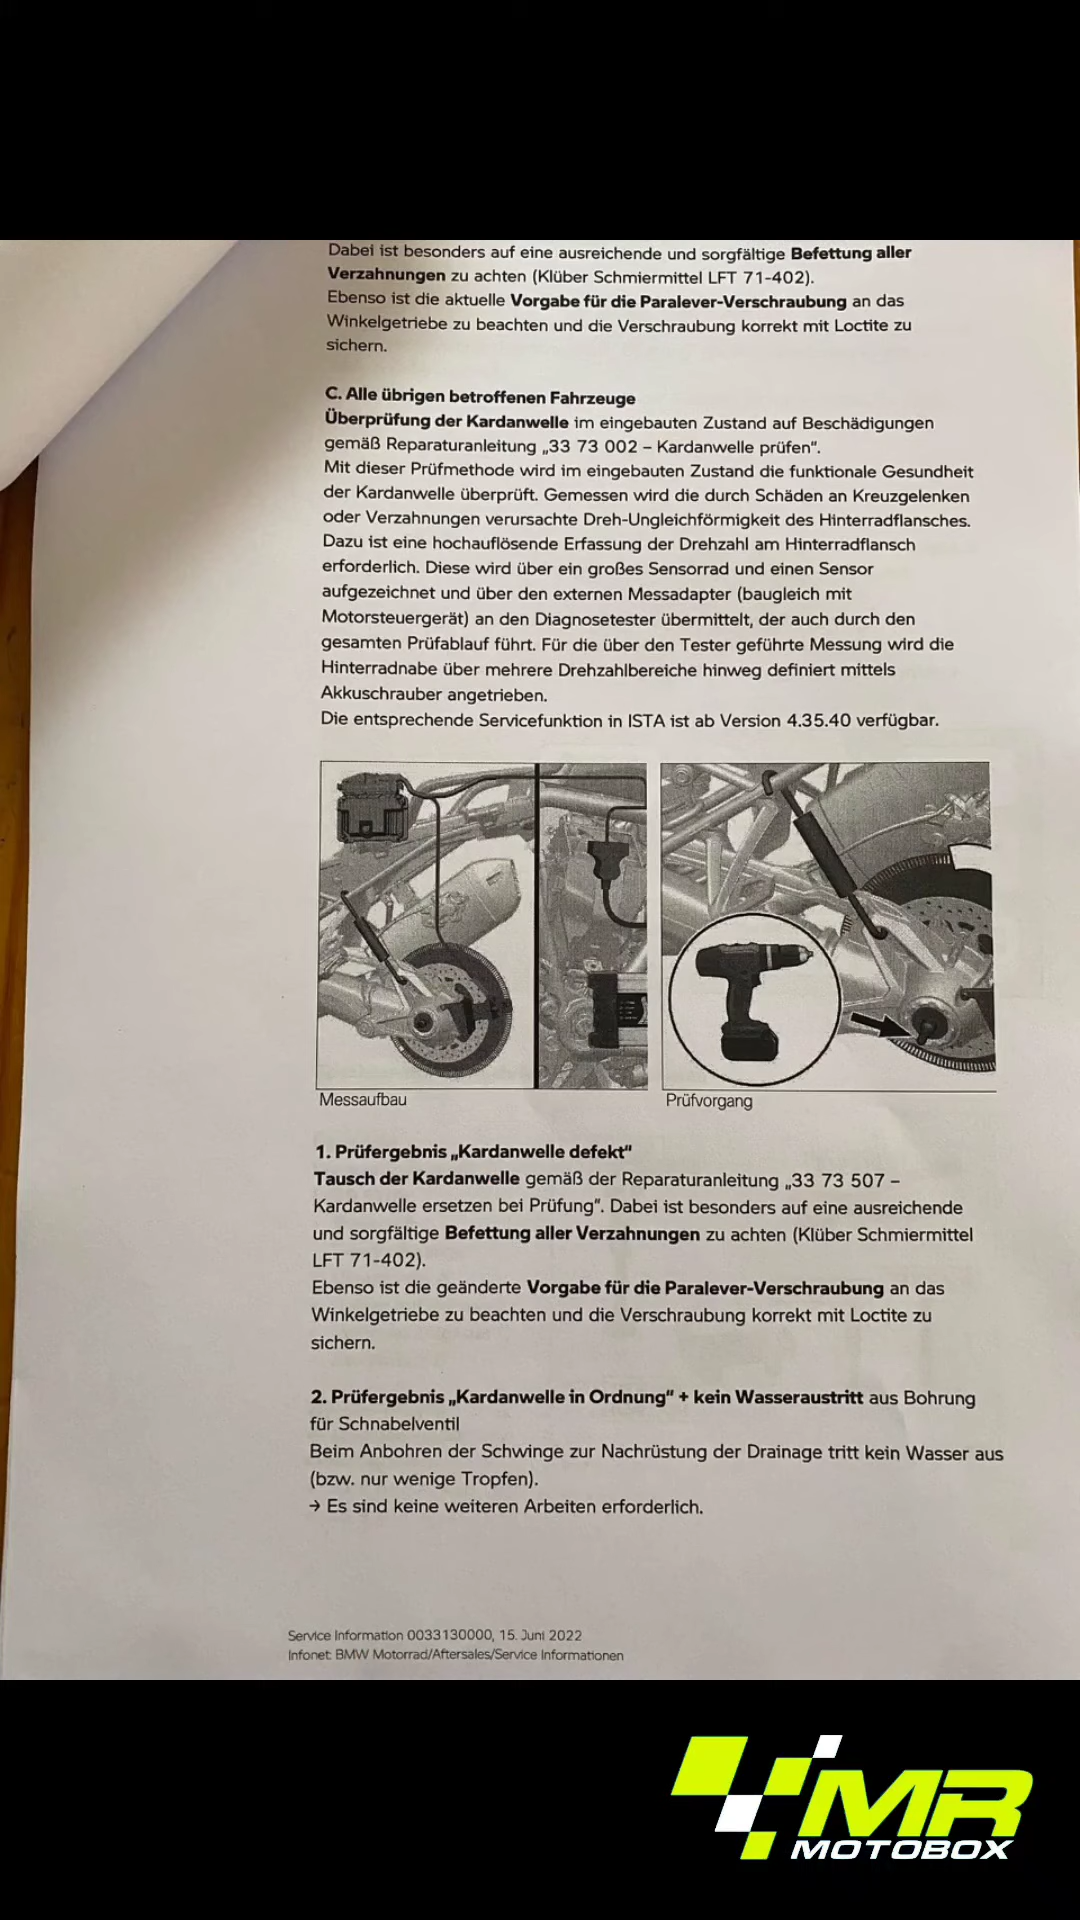 Dabei ist besonders auf eine ausreichende und sorgfältige Befettung aller
Verzahnungen zu achten (Klüber Schmiermittel LFT 71-402).
Ebenso ist die aktuelle Vorgabe für die Paralever-Verschraubung an das
Winkelgetriebe zu beachten und die Verschraubung korrekt mit Loctite zu
sichern.
C. Alle übrigen betroffenen Fahrzeuge
Überprüfung der Kardanwelle im eingebauten Zustand auf Beschädigungen
gemäß Reparaturanleitung „33 73 002 – Kardanwelle prüfen“.
Mit dieser Prüfmethode wird im eingebauten Zustand die funktionale Gesundheit
der Kardanwelle überprüft. Gemessen wird die durch Schäden an Kreuzgelenken
oder Verzahnungen verursachte Dreh-Ungleichförmigkeit des Hinterradflansches.
Dazu ist eine hochauflösende Erfassung der Drehzahl am Hinterradflansch
erforderlich. Diese wird über ein großes Sensorrad und einen Sensor
aufgezeichnet und über den externen Messadapter (baugleich mit
Motorsteuergerät) an den Diagnosetester übermittelt, der auch durch den
gesamten Prüfablauf führt. Für die über den Tester geführte Messung wird die
Hinterradnabe über mehrere Drehzahlbereiche hinweg definiert mittels
Akkuschrauber angetrieben.
Die entsprechende Servicefunktion in ISTA ist ab Version 4.35.40 verfügbar.
Messaufbau
Prüfvorgang
1. Prüfergebnis „Kardanwelle defekt“
Tausch der Kardanwelle gemäß der Reparaturanleitung „33 73 507 –
Kardanwelle ersetzen bei Prüfung“. Dabei ist besonders auf eine ausreichende
und sorgfältige Befettung aller Verzahnungen zu achten (Klüber Schmiermittel
LFT 71-402).
Ebenso ist die geänderte Vorgabe für die Paralever-Verschraubung an das
Winkelgetriebe zu beachten und die Verschraubung korrekt mit Loctite zu
sichern.
2. Prüfergebnis „Kardanwelle in Ordnung“ + kein Wasseraustritt aus Bohrung
für Schnabelventil
Beim Anbohren der Schwinge zur Nachrüstung der Drainage tritt kein Wasser aus
(bzw. nur wenige Tropfen).
→ Es sind keine weiteren Arbeiten erforderlich.
Service Information 0033130000, 15. Juni 2022
Infonet: BMW Motorrad/Aftersales/Service Informationen
MR
MOTOBOX